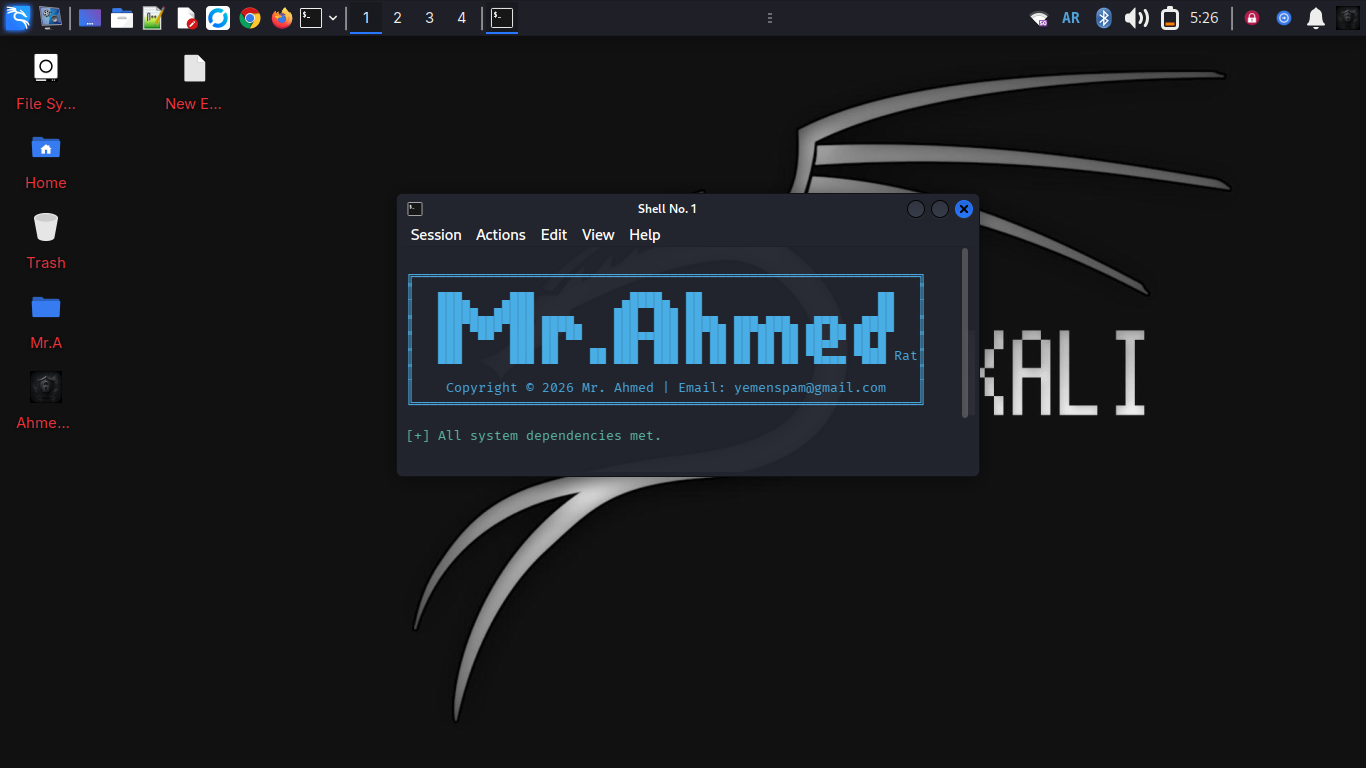 1 2 3 4
AR
5:26
File Sy...
New E...
Home
Trash
Mr.A
Ahme...
Shell No. 1
Session Actions Edit View Help
Mr.Ahmed Rat
Copyright © 2026 Mr. Ahmed | Email: yemenspam@gmail.com
[+] All system dependencies met.
KALI